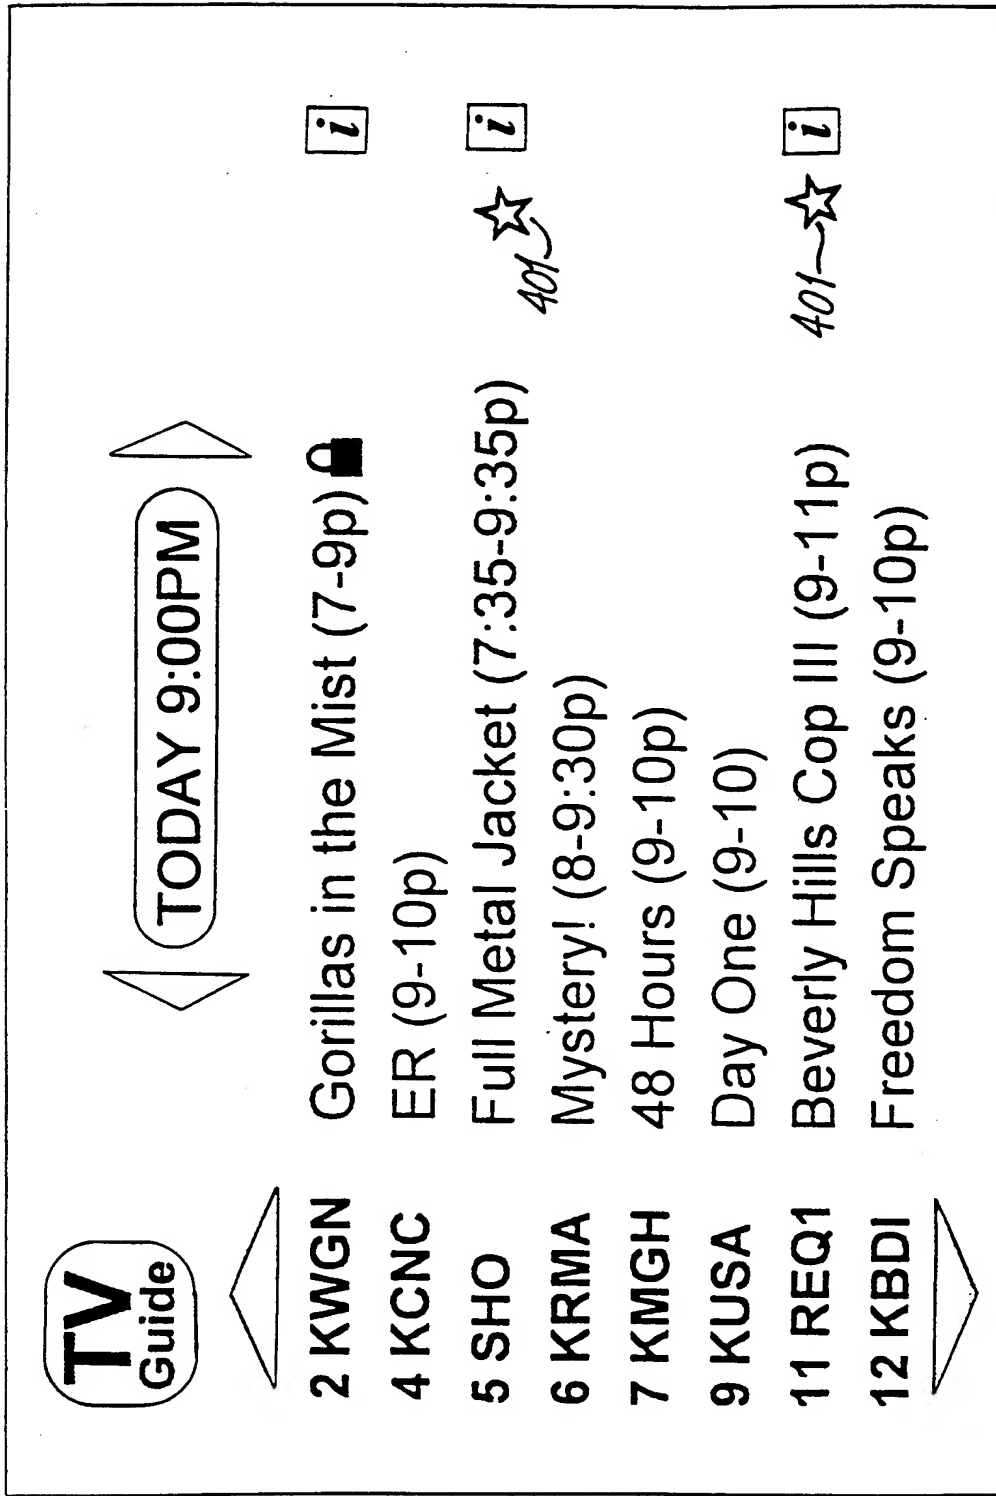 TV
Guide
TODAY 9:00PM
2 KWGN Gorillas in the Mist (7-9p) i
4 KCNC ER (9-10p)
5 SHO Full Metal Jacket (7:35-9:35p) i
401
6 KRMA Mystery! (8-9:30p)
7 KMGH 48 Hours (9-10p)
9 KUSA Day One (9-10)
11 REQ1 Beverly Hills Cop III (9-11p) 401 i
12 KBDI Freedom Speaks (9-10p)